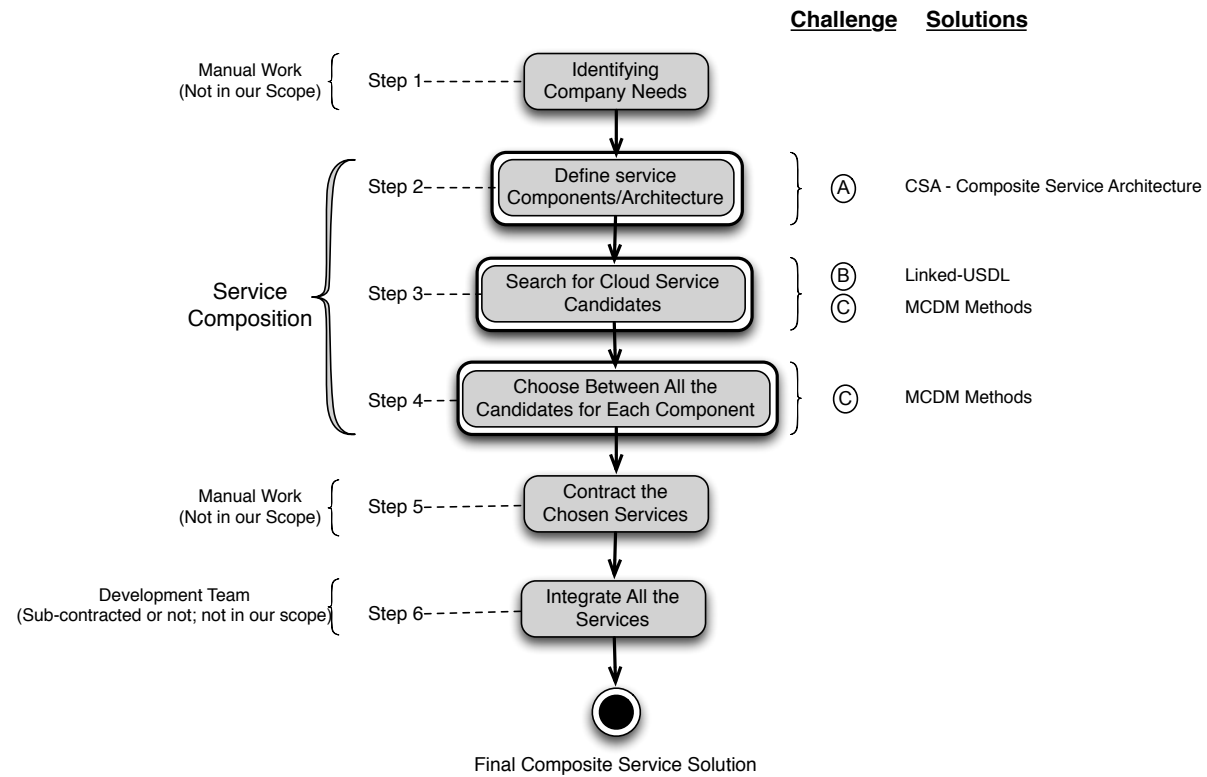 Challenge Solutions
Manual Work
(Not in our Scope)
Step 1
Identifying
Company Needs
Service
Composition
Step 2
Define service
Components/Architecture
A
CSA - Composite Service Architecture
Step 3
Search for Cloud Service
Candidates
B
Linked-USDL
C
MCDM Methods
Step 4
Choose Between All the
Candidates for Each Component
C
MCDM Methods
Manual Work
(Not in our Scope)
Step 5
Contract the
Chosen Services
Development Team
(Sub-contracted or not; not in our scope)
Step 6
Integrate All the
Services
Final Composite Service Solution